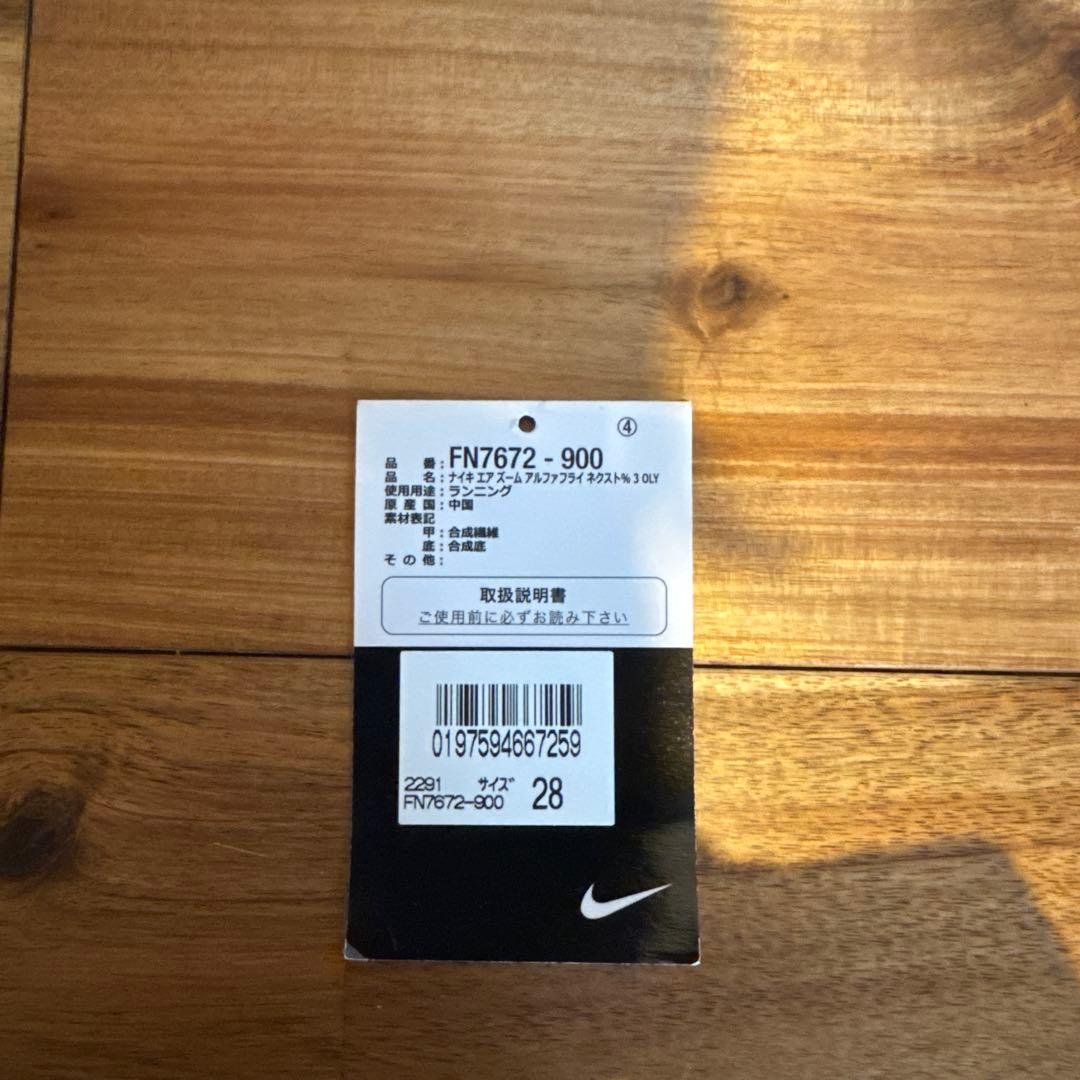 ④
品番:FN7672-900
品名:ナイキ エア ズーム アルファフライ ネクスト% 3 OLY
使用用途:ランニング
原産国:中国
素材表記
甲:合成繊維
底:合成底
その他:
取扱説明書
ご使用前に必ずお読み下さい
0197594667259
2291 サイズ 28
FN7672-900